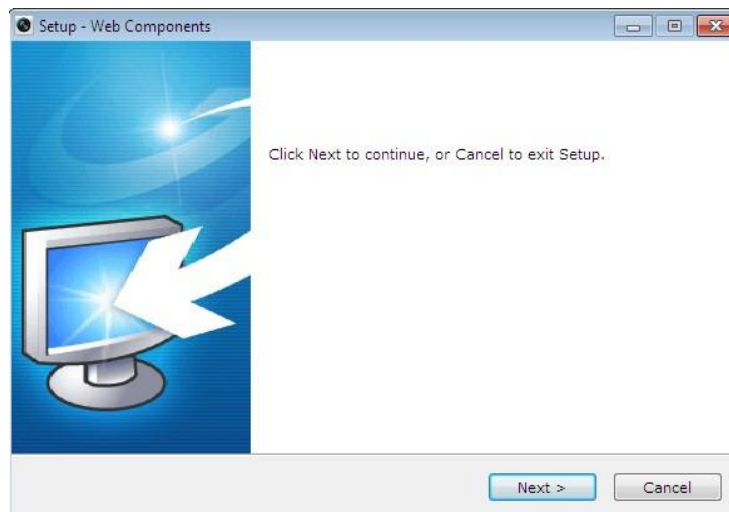 Setup - Web Components
Click Next to continue, or Cancel to exit Setup.
Next >
Cancel